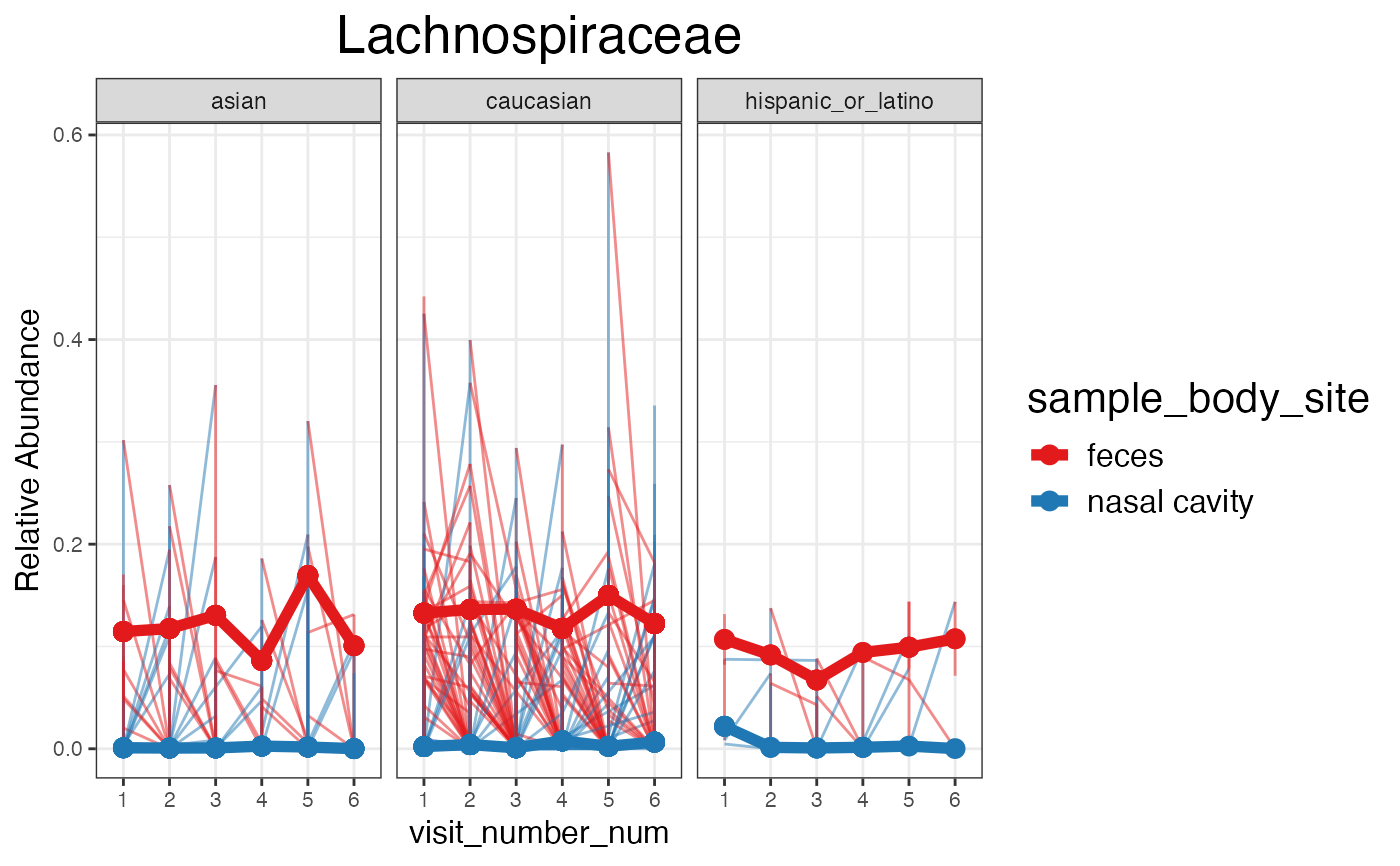 Lachnospiraceae
asian caucasian hispanic_or_latino
0.6
0.4
0.2
0.0
Relative Abundance
1 2 3 4 5 6 1 2 3 4 5 6 1 2 3 4 5 6
visit_number_num
sample_body_site
feces
nasal cavity